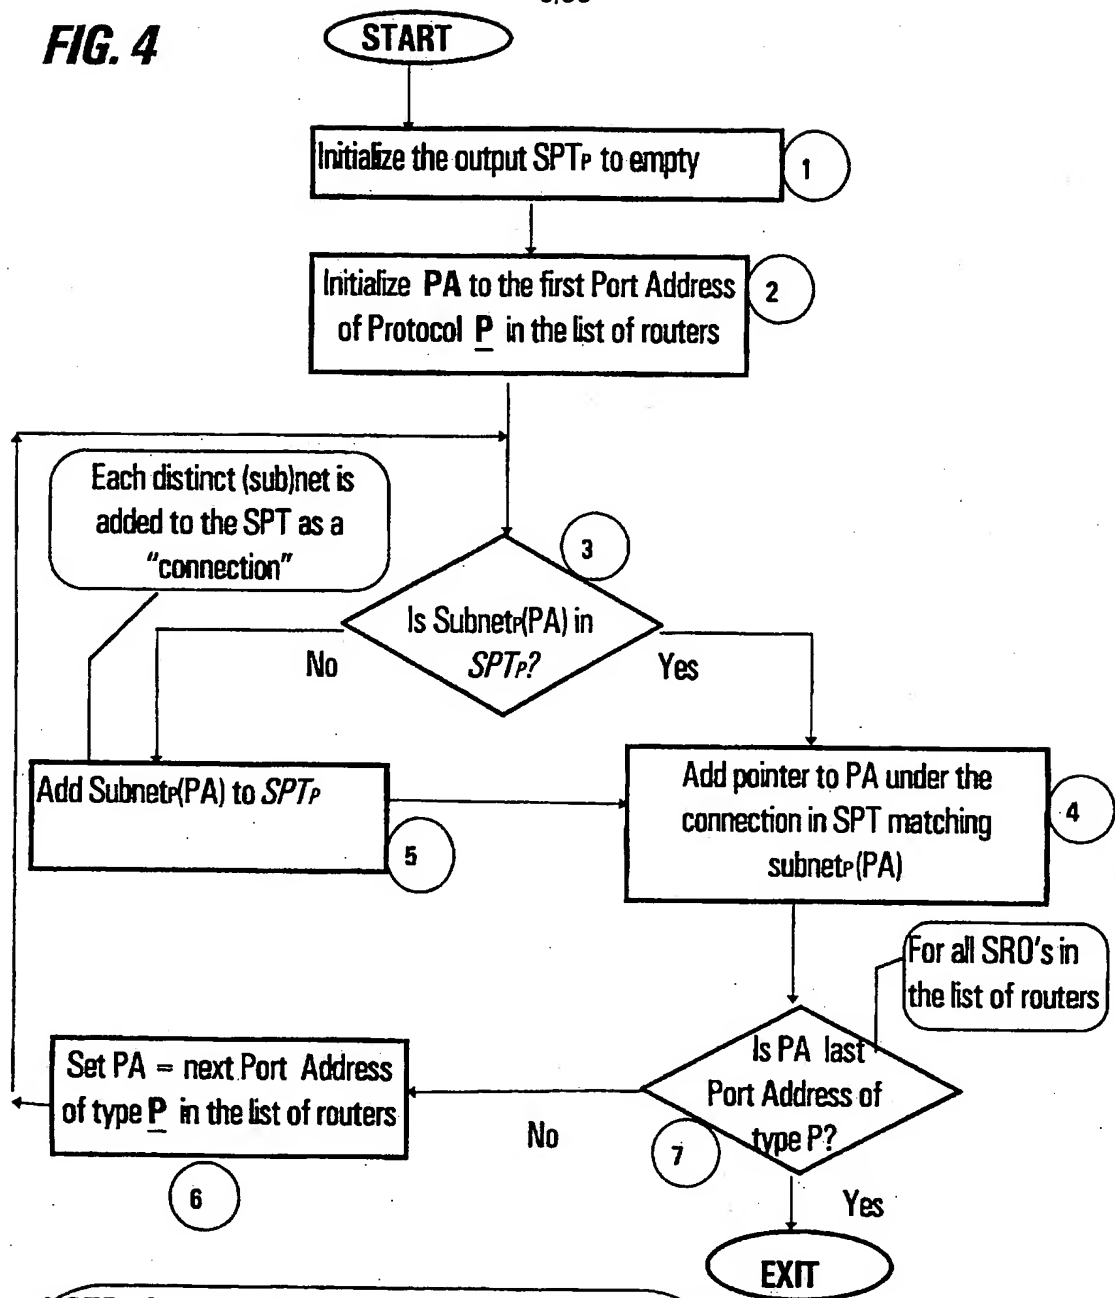 FIG. 4
START
Initialize the output SPTP to empty
1
Initialize PA to the first Port Address
of Protocol P in the list of routers
2
Each distinct (sub)net is
added to the SPT as a
"connection"
3
Is SubnetP(PA) in
SPTP?
No
Yes
Add SubnetP(PA) to SPTP
5
Add pointer to PA under the
connection in SPT matching
subnetP(PA)
4
For all SRO's in
the list of routers
Is PA last
Port Address of
type P?
7
No
Set PA = next Port Address
of type P in the list of routers
6
Yes
EXIT